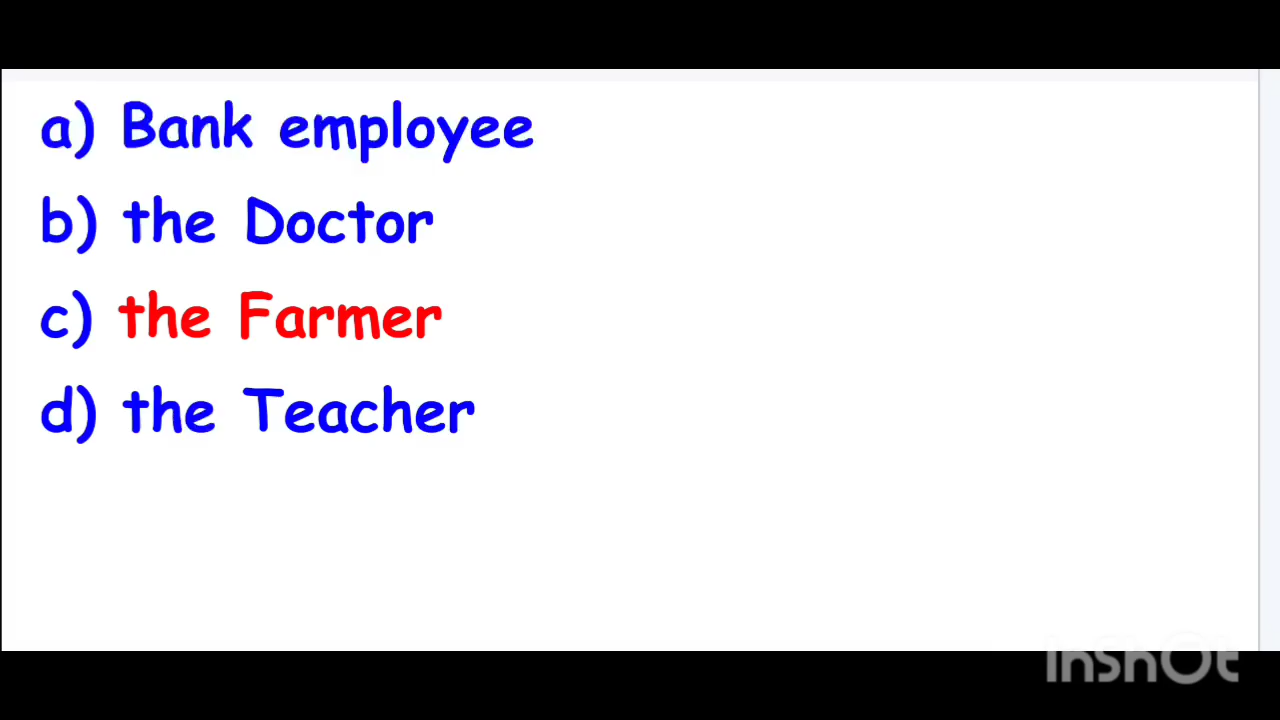 a) Bank employee
b) the Doctor
c) the Farmer
d) the Teacher
InShOt